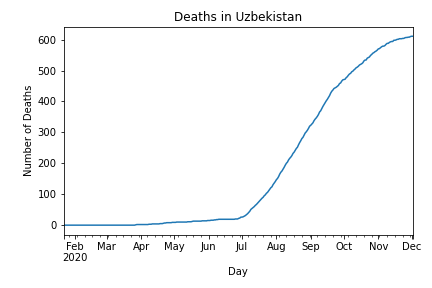 Deaths in Uzbekistan
Number of Deaths
600
500
400
300
200
100
0
Feb Mar Apr May Jun Jul Aug Sep Oct Nov Dec
2020
Day